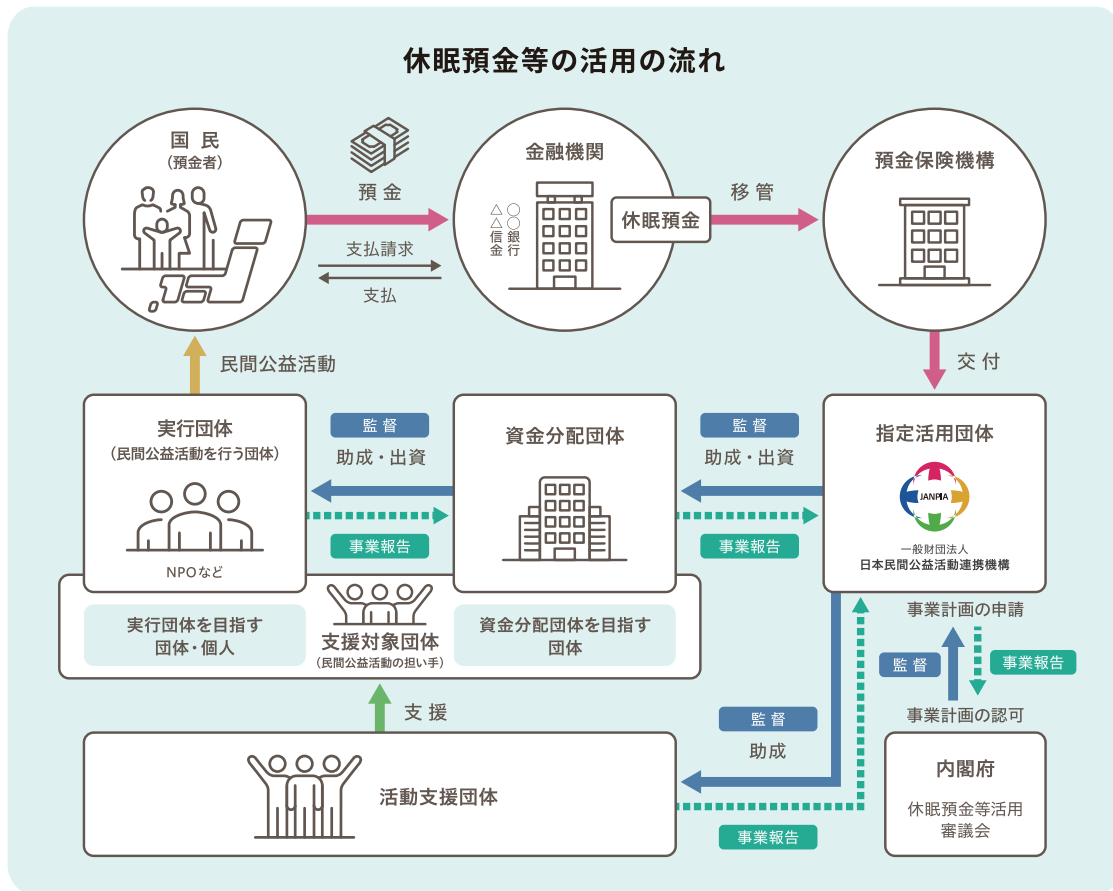 休眠預金等の活用の流れ
国民
(預金者)
預金
支払請求
支払
金融機関
○○銀行
△△信金
休眠預金
移管
預金保険機構
交付
民間公益活動
実行団体
(民間公益活動を行う団体)
NPOなど
監督
助成・出資
事業報告
資金分配団体
監督
助成・出資
事業報告
指定活用団体
JANPIA
一般財団法人
日本民間公益活動連携機構
実行団体を目指す
団体・個人
支援対象団体
(民間公益活動の担い手)
資金分配団体を目指す
団体
事業計画の申請
監督
事業報告
事業計画の認可
支援
監督
助成
事業報告
活動支援団体
内閣府
休眠預金等活用
審議会